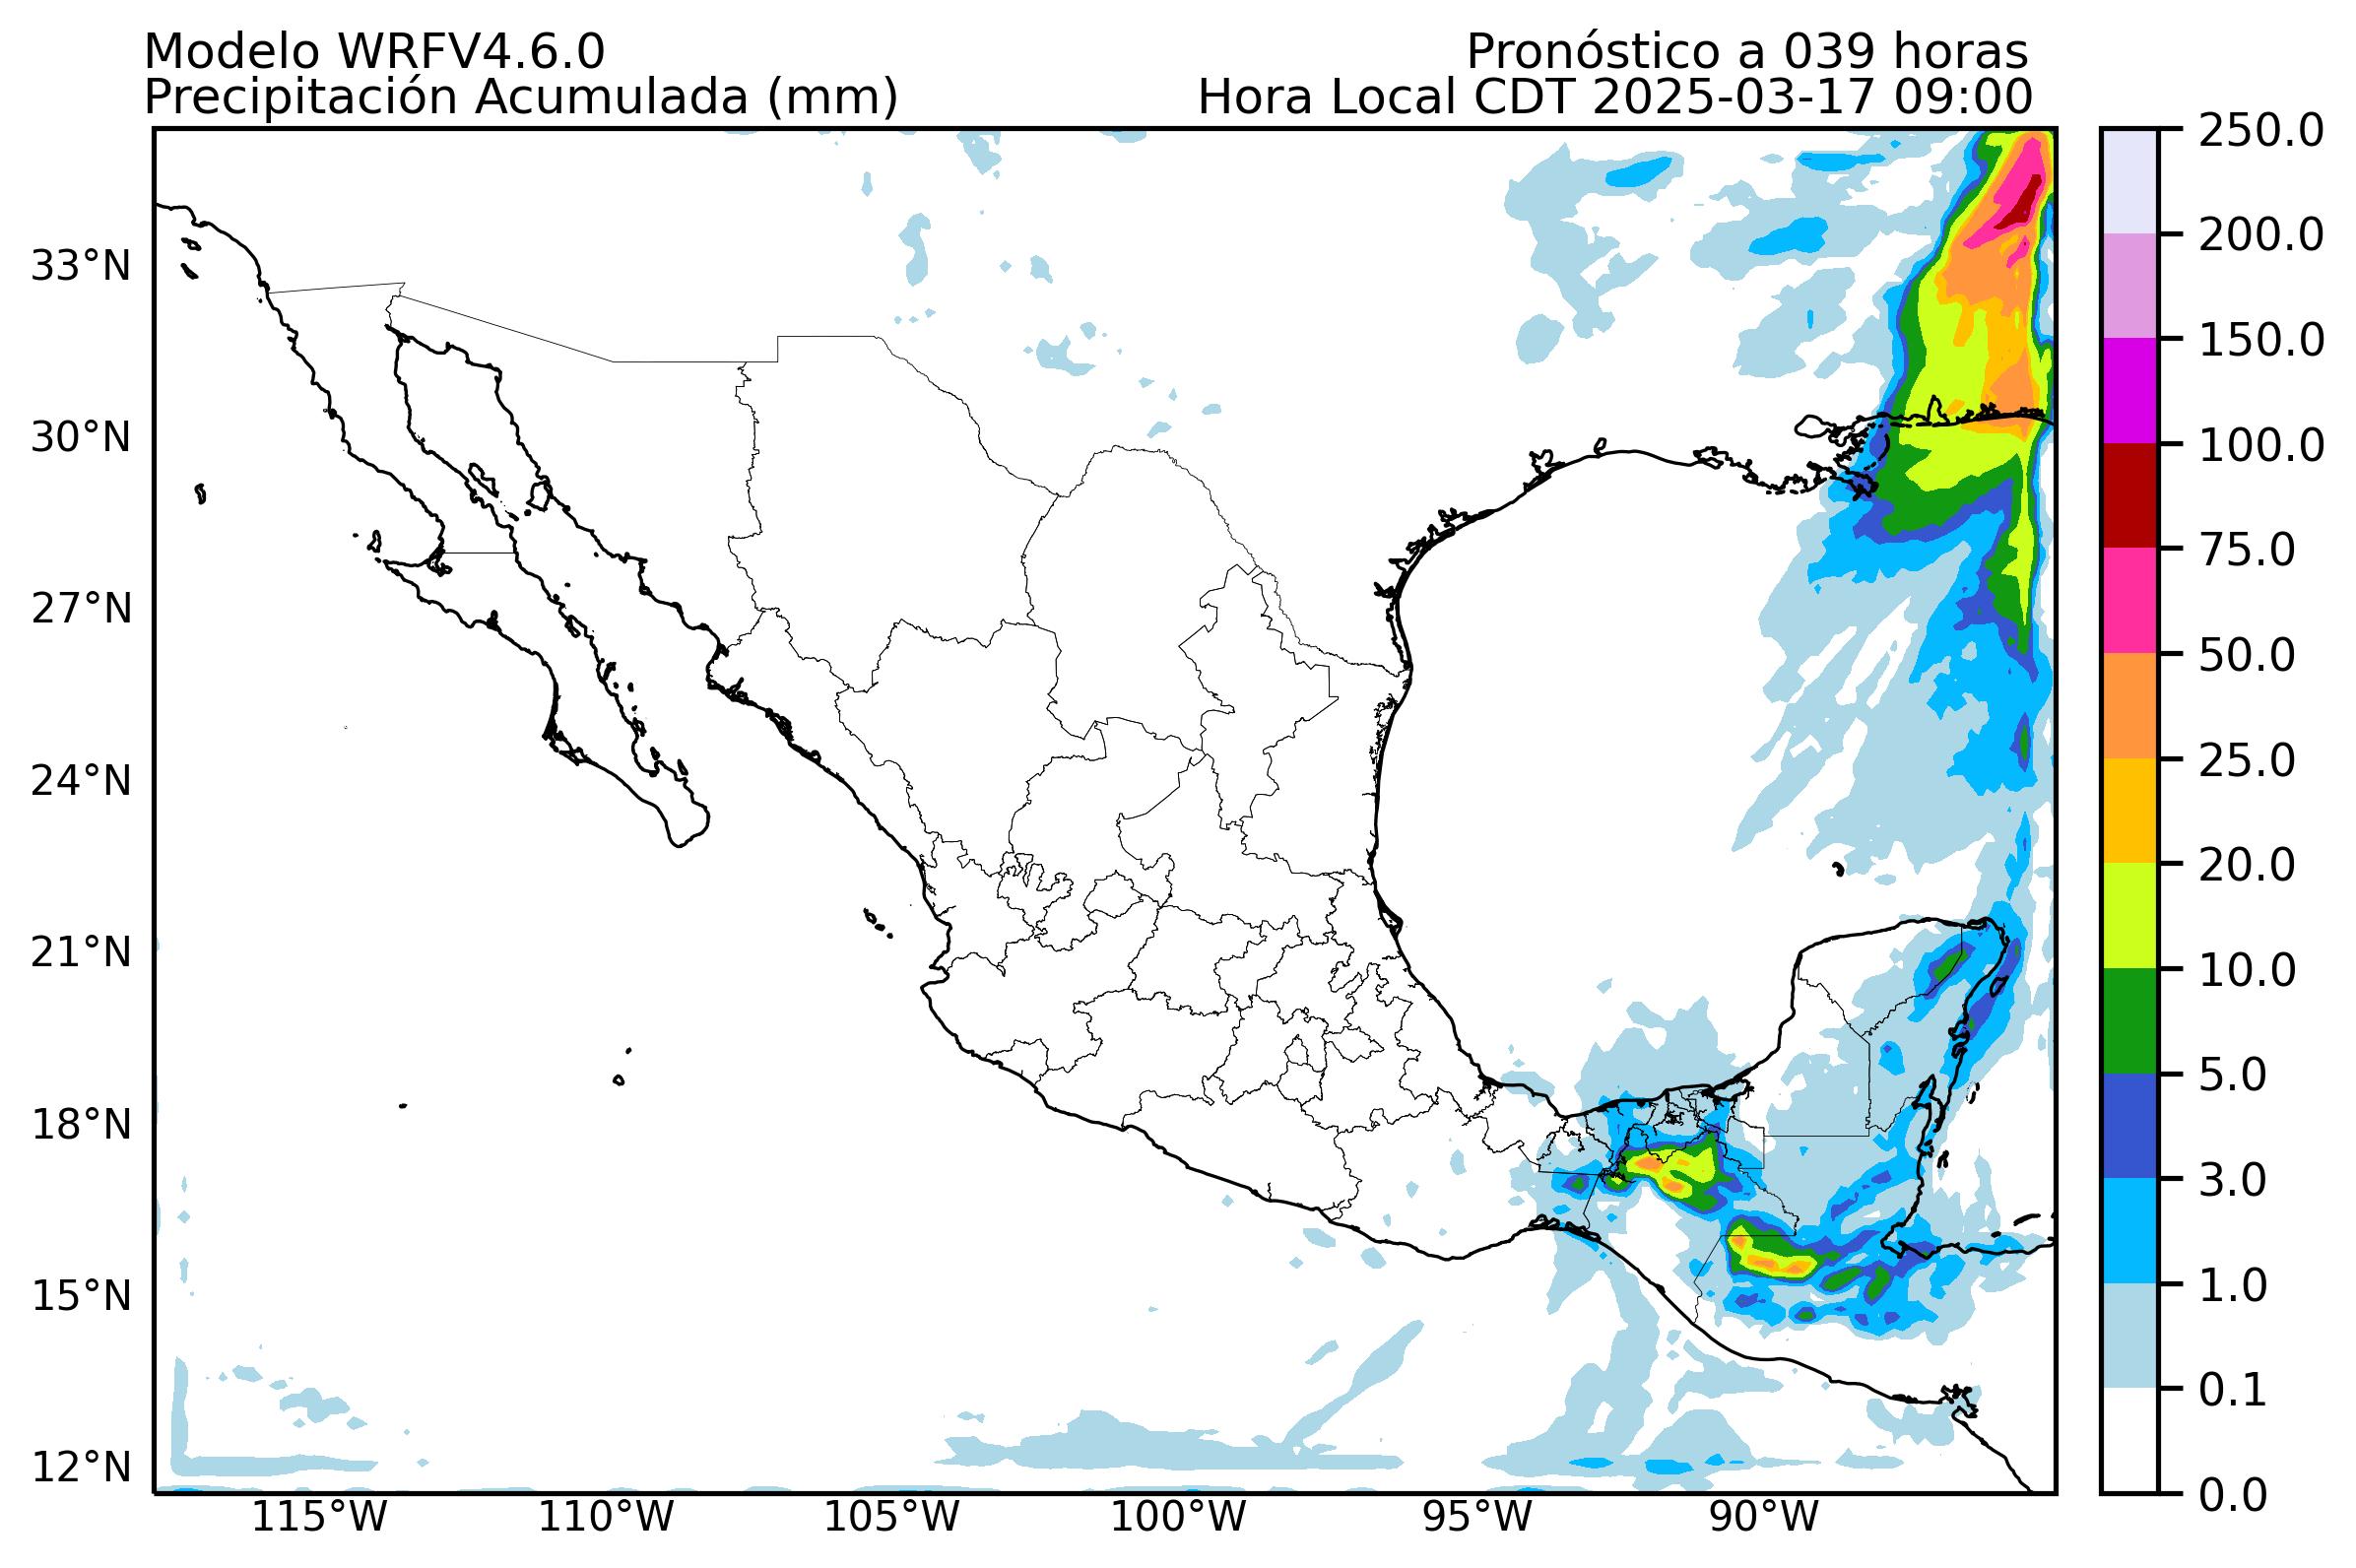 Modelo WRFV4.6.0
Pronóstico a 039 horas
Precipitación Acumulada (mm)
Hora Local CDT 2025-03-17 09:00
33°N
30°N
27°N
24°N
21°N
18°N
15°N
12°N
115°W
110°W
105°W
100°W
95°W
90°W
250.0
200.0
150.0
100.0
75.0
50.0
25.0
20.0
10.0
5.0
3.0
1.0
0.1
0.0